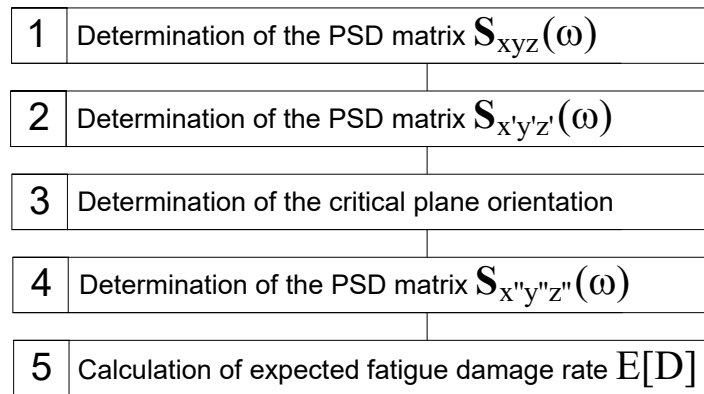 1 Determination of the PSD matrix S_xyz(ω)
2 Determination of the PSD matrix S_x'y'z'(ω)
3 Determination of the critical plane orientation
4 Determination of the PSD matrix S_x"y"z"(ω)
5 Calculation of expected fatigue damage rate E[D]